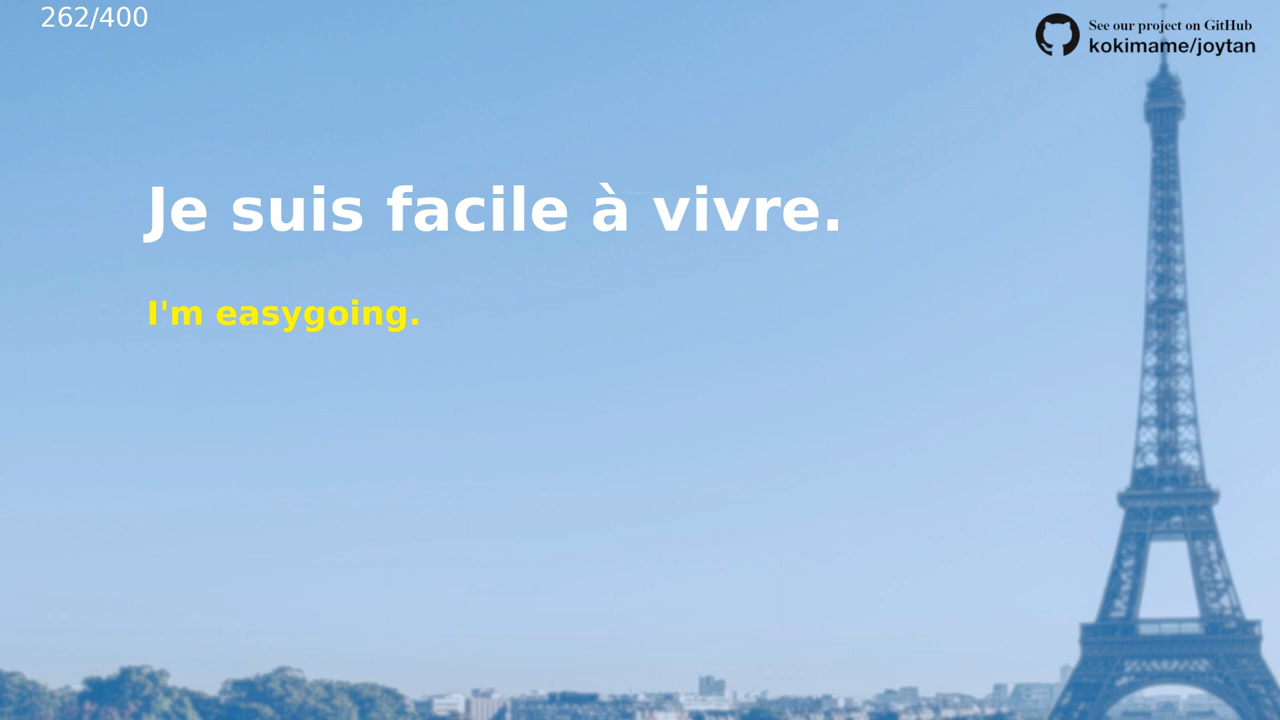 262/400
See our project on GitHub
kokimame/joytan
Je suis facile à vivre.
I'm easygoing.